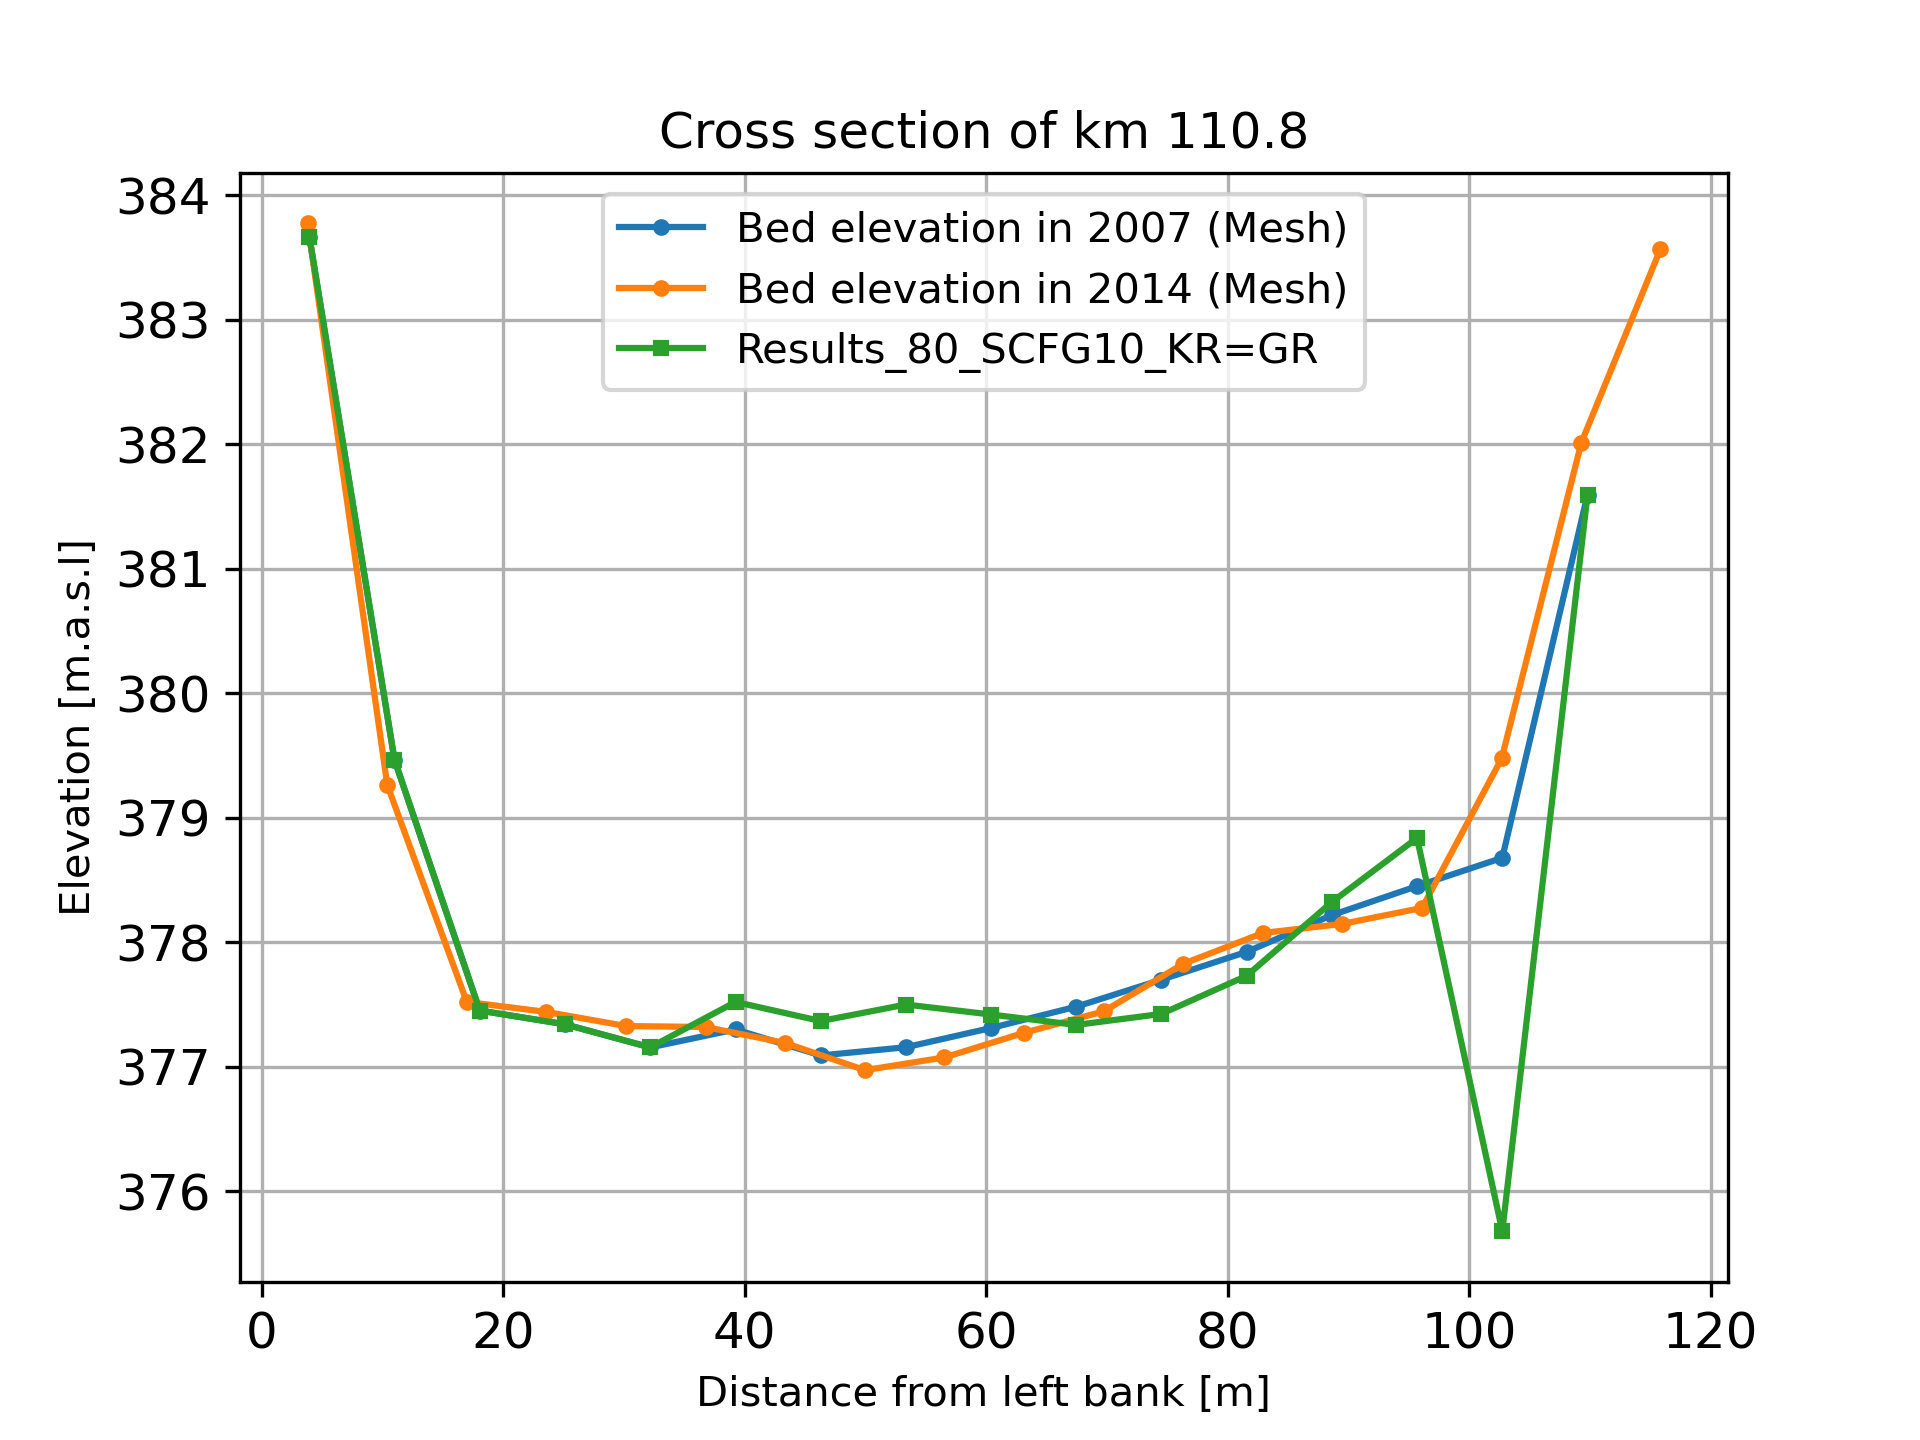 Cross section of km 110.8
Bed elevation in 2007 (Mesh)
Bed elevation in 2014 (Mesh)
Results_80_SCFG10_KR=GR
Elevation [m.a.s.l]
384
383
382
381
380
379
378
377
376
0 20 40 60 80 100 120
Distance from left bank [m]